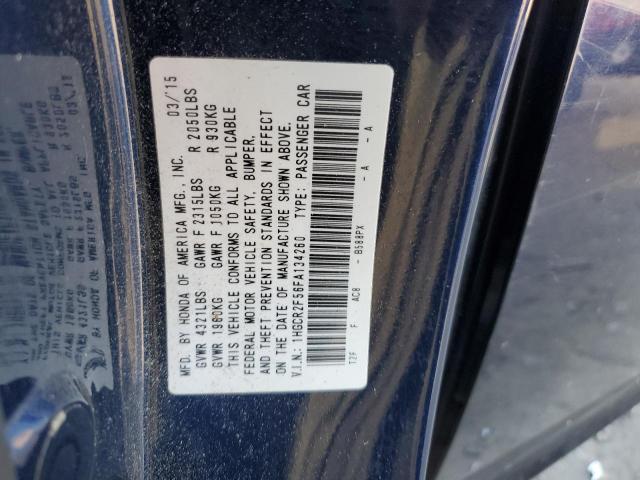 MFD. BY HONDA OF AMERICA MFG., INC. 03/15
GVWR 4321LBS GAWR F 2315LBS R 2050LBS
GVWR 1960KG GAWR F 1050KG R 930KG
THIS VEHICLE CONFORMS TO ALL APPLICABLE
FEDERAL MOTOR VEHICLE SAFETY, BUMPER,
AND THEFT PREVENTION STANDARDS IN EFFECT
ON THE DATE OF MANUFACTURE SHOWN ABOVE.
V.I.N.: 1HGCR2F56FA134260 TYPE: PASSENGER CAR
T2F F - AC8 - B588PX - A - A